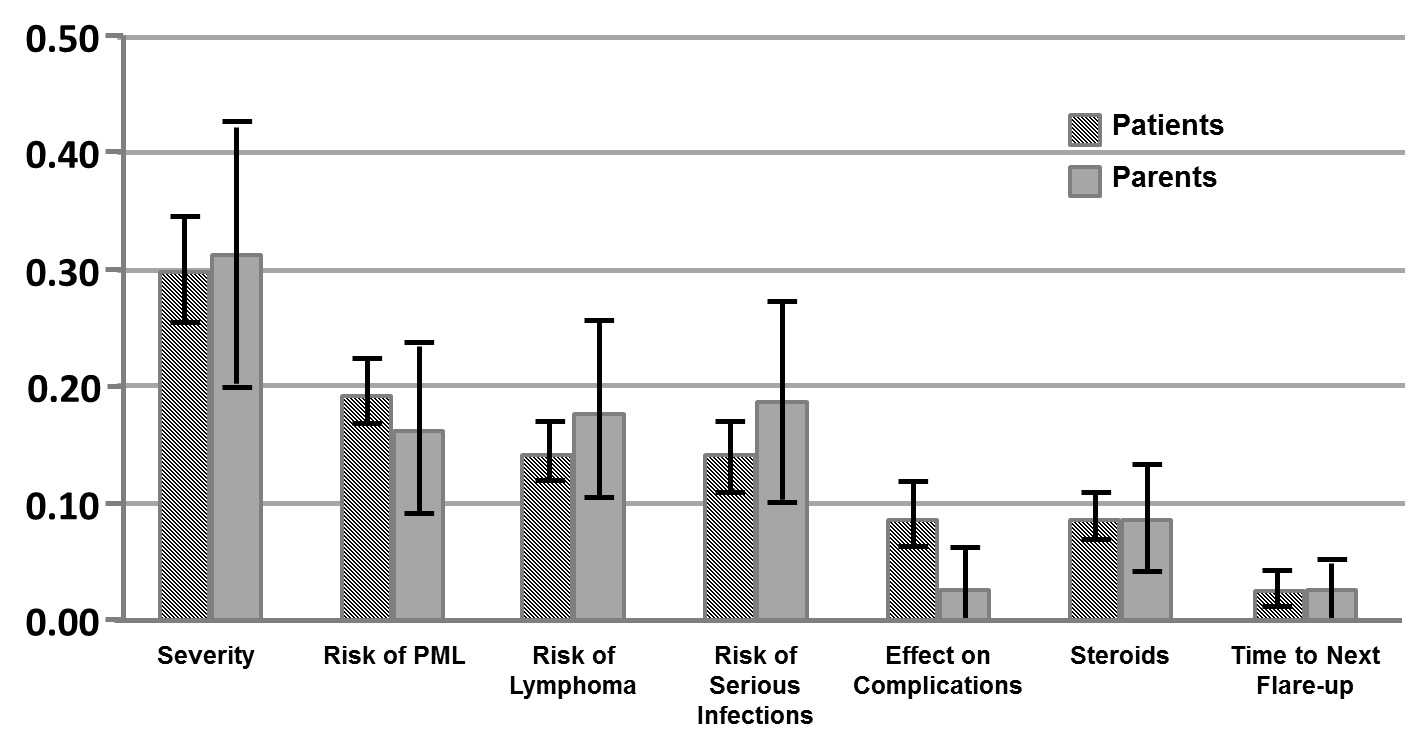 0.50
0.40
0.30
0.20
0.10
0.00
Patients
Parents
Severity
Risk of PML
Risk of
Lymphoma
Risk of
Serious
Infections
Effect on
Complications
Steroids
Time to Next
Flare-up